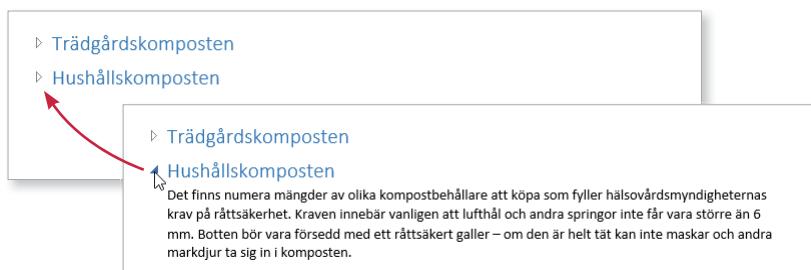 Trädgårdskomposten
Hushållskomposten
Trädgårdskomposten
Hushållskomposten
Det finns numera mängder av olika kompostbehållare att köpa som fyller hälsovårdsmyndigheternas
krav på råttsäkerhet. Kraven innebär vanligen att lufthål och andra springor inte får vara större än 6
mm. Botten bör vara försedd med ett råttsäkert galler – om den är helt tät kan inte maskar och andra
markdjur ta sig in i komposten.